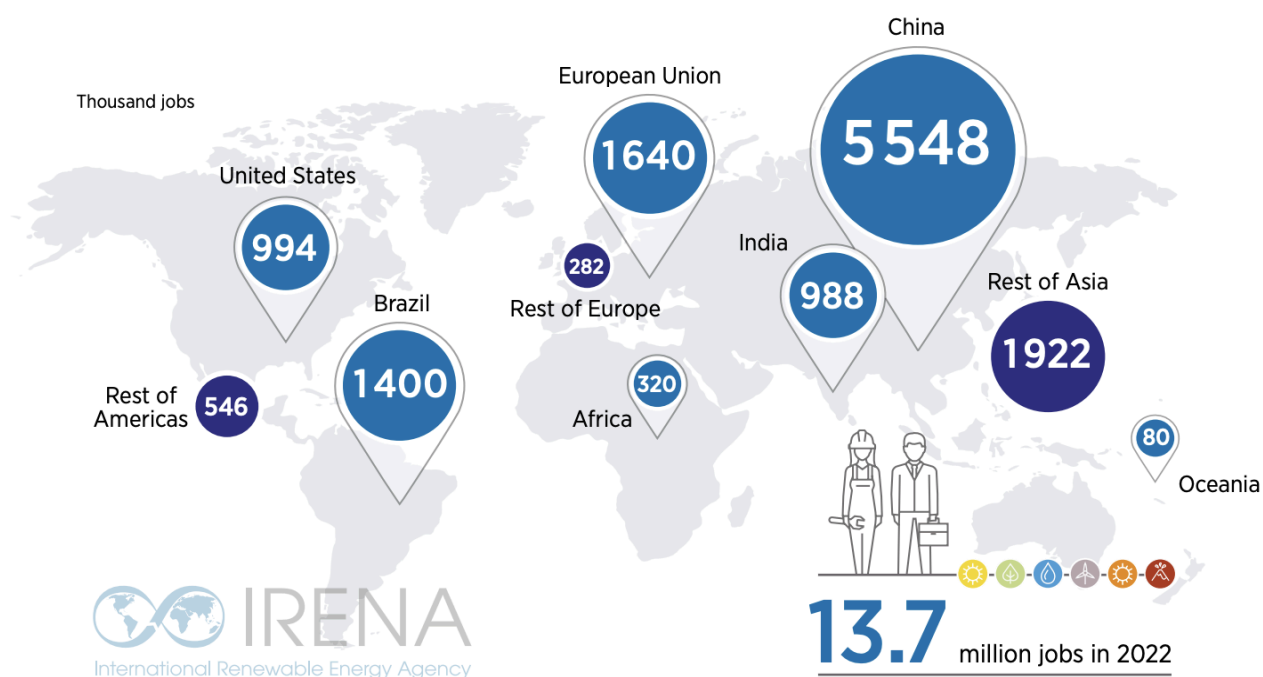 China
European Union
Thousand jobs
5 548
1640
United States
994
India
282
Rest of Asia
988
Brazil
Rest of Europe
1922
1400
Rest of
Americas
546
320
Africa
80
Oceania
IRENA
International Renewable Energy Agency
13.7 million jobs in 2022